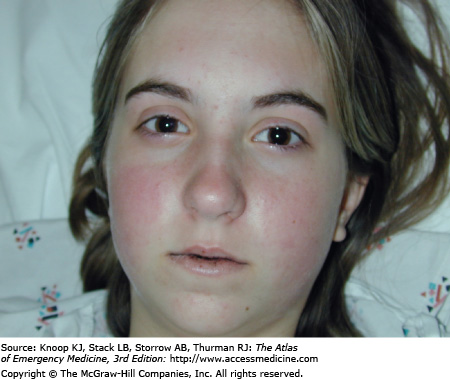 Source: Knoop KJ, Stack LB, Storrow AB, Thurman RJ: The Atlas
of Emergency Medicine, 3rd Edition: http://www.accessmedicine.com
Copyright © The McGraw-Hill Companies, Inc. All rights reserved.